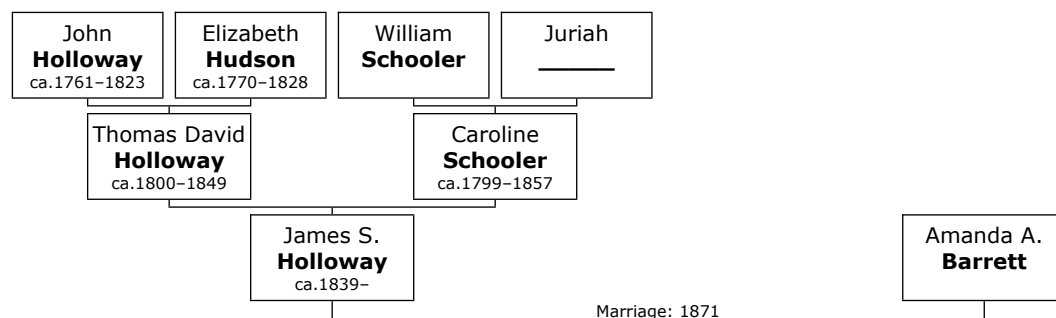 John
Holloway
ca.1761–1823
Elizabeth
Hudson
ca.1770–1828
William
Schooler
Juriah
_____
Thomas David
Holloway
ca.1800–1849
Caroline
Schooler
ca.1799–1857
James S.
Holloway
ca.1839–
Amanda A.
Barrett
Marriage: 1871